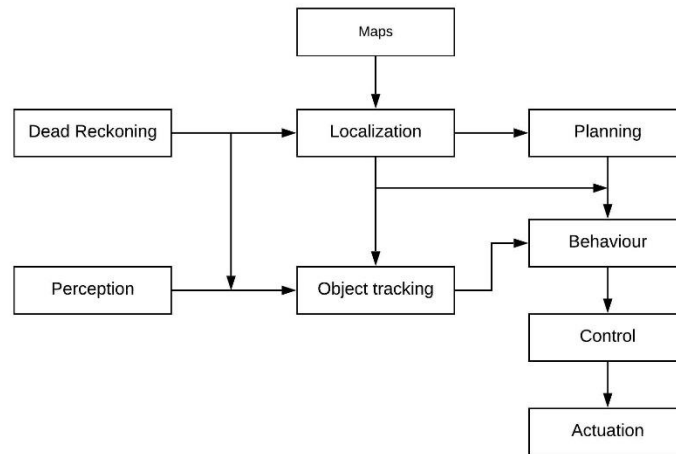 Maps
Dead Reckoning
Localization
Planning
Behaviour
Perception
Object tracking
Control
Actuation